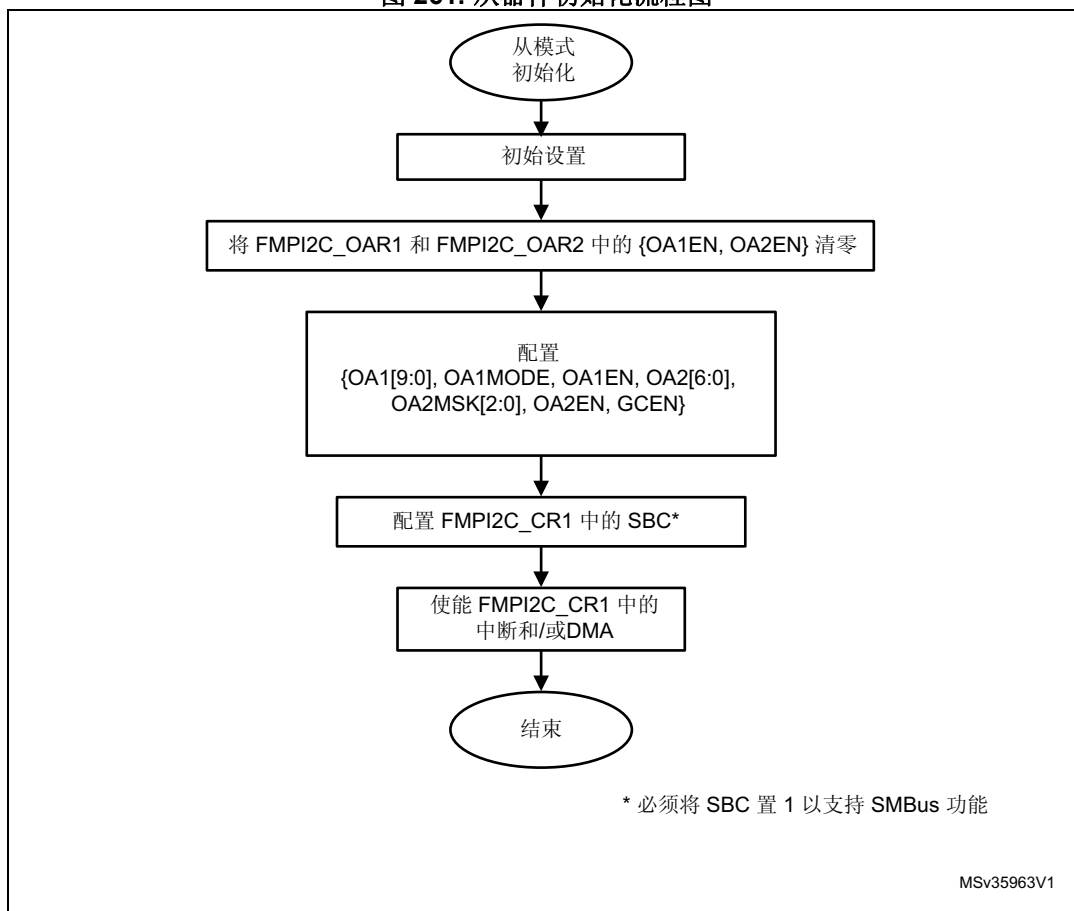 从模式
初始化
初始设置
将 FMPI2C_OAR1 和 FMPI2C_OAR2 中的 {OA1EN, OA2EN} 清零
配置
{OA1[9:0], OA1MODE, OA1EN, OA2[6:0],
OA2MSK[2:0], OA2EN, GCEN}
配置 FMPI2C_CR1 中的 SBC*
使能 FMPI2C_CR1 中的
中断和/或DMA
结束
* 必须将 SBC 置 1 以支持 SMBus 功能
MSv35963V1